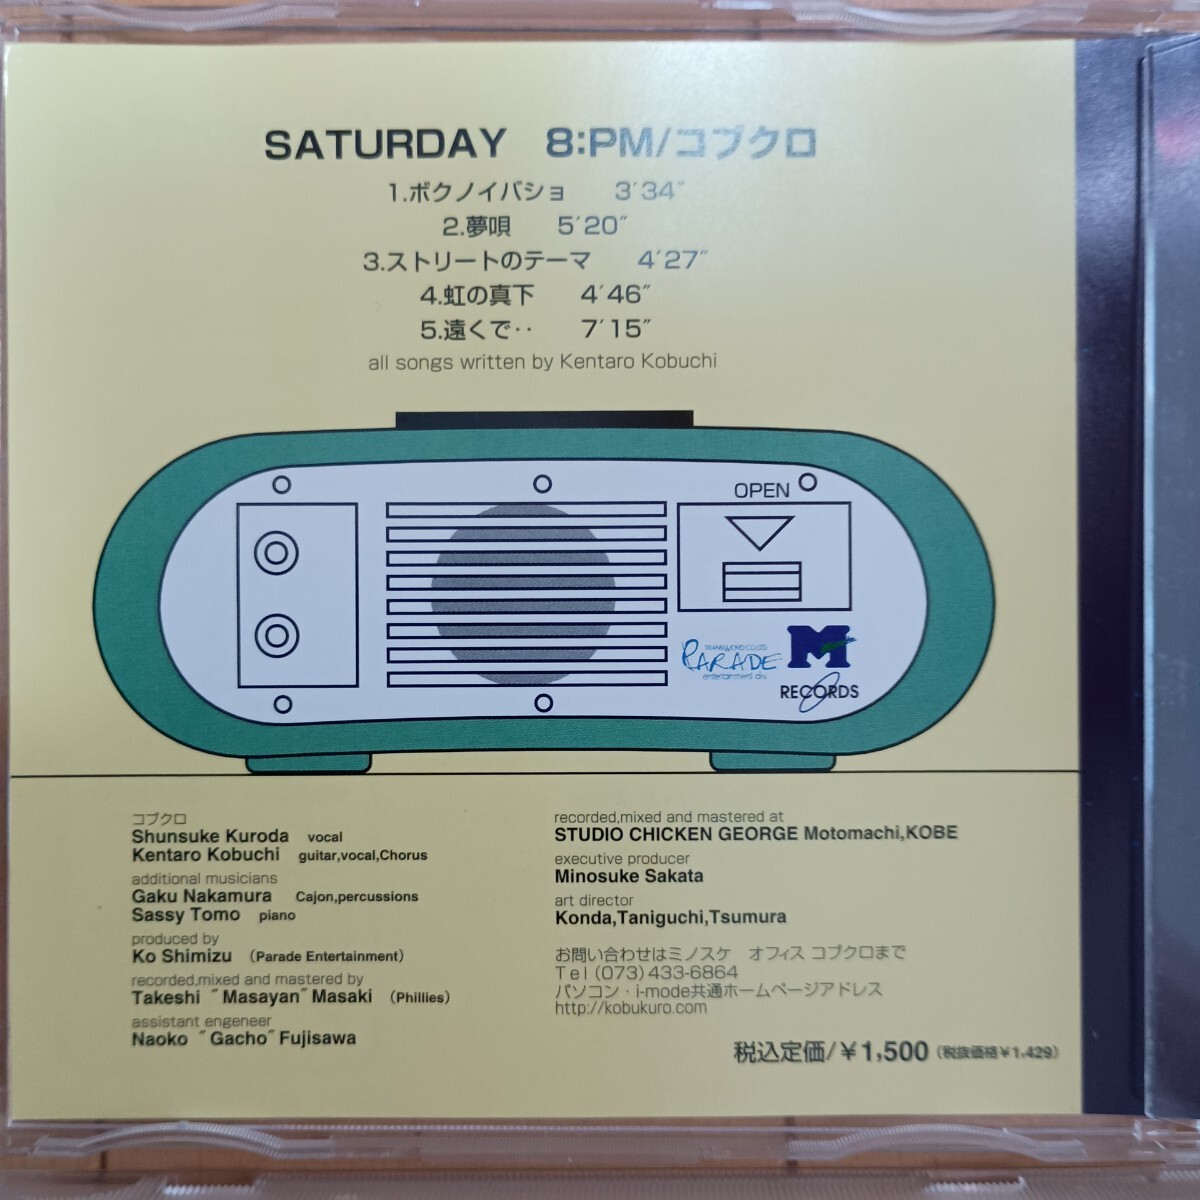 SATURDAY 8:PM/コブクロ
1.ボクノイバショ 3'34"
2.夢唄 5'20"
3.ストリートのテーマ 4'27"
4.虹の真下 4'46"
5.遠くで‥ 7'15"
all songs written by Kentaro Kobuchi
OPEN
PARADE
entertainment div.
M
RECORDS
コブクロ
Shunsuke Kuroda vocal
Kentaro Kobuchi guitar,vocal,Chorus
additional musicians
Gaku Nakamura Cajon,percussions
Sassy Tomo piano
produced by
Ko Shimizu (Parade Entertainment)
recorded,mixed and mastered by
Takeshi "Masayan" Masaki (Phillies)
assistant engeneer
Naoko "Gacho" Fujisawa
recorded,mixed and mastered at
STUDIO CHICKEN GEORGE Motomachi,KOBE
executive producer
Minosuke Sakata
art director
Konda,Taniguchi,Tsumura
お問い合わせはミノスケ オフィス コブクロまで
Tel (073) 433-6864
パソコン・i-mode共通ホームページアドレス
http://kobukuro.com
税込定価/￥1,500 (税抜価格￥1,429)